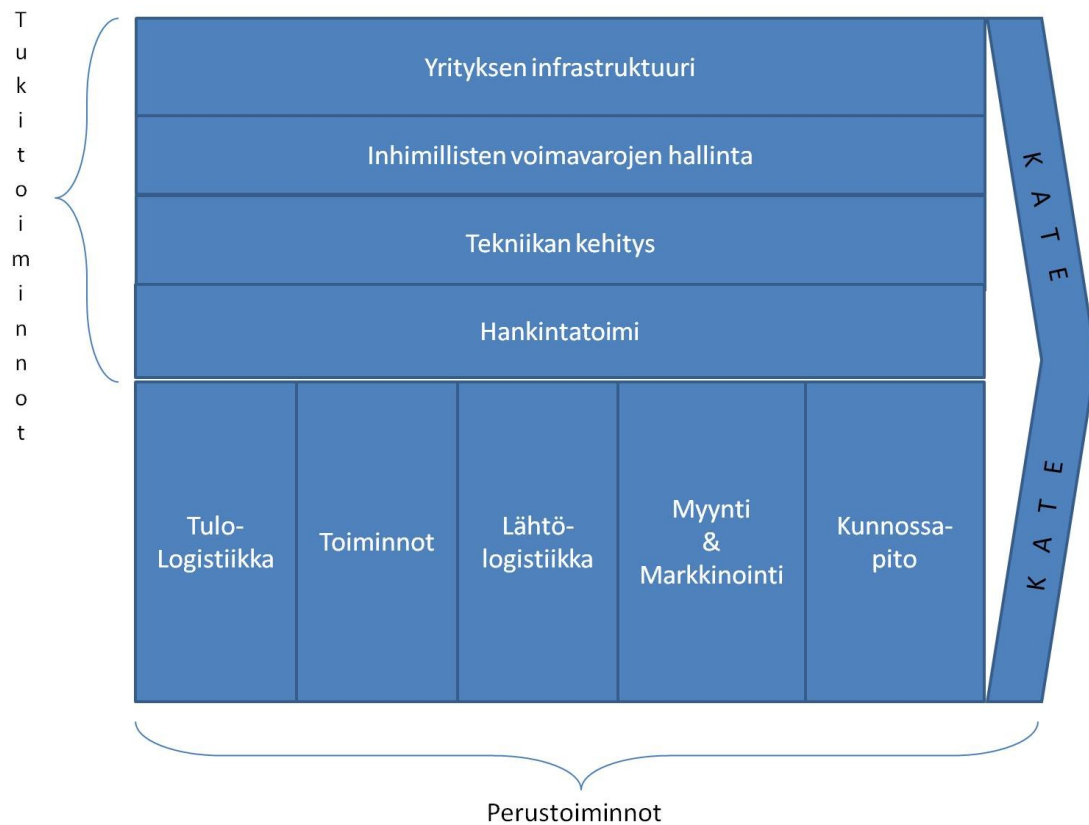 Tukitoiminnot
Yrityksen infrastruktuuri
Inhimillisten voimavarojen hallinta
Tekniikan kehitys
Hankintatoimi
KATE
KATE
Tulo-
Logistiikka
Toiminnot
Lähtö-
logistiikka
Myynti
&
Markkinointi
Kunnossa-
pito
Perustoiminnot